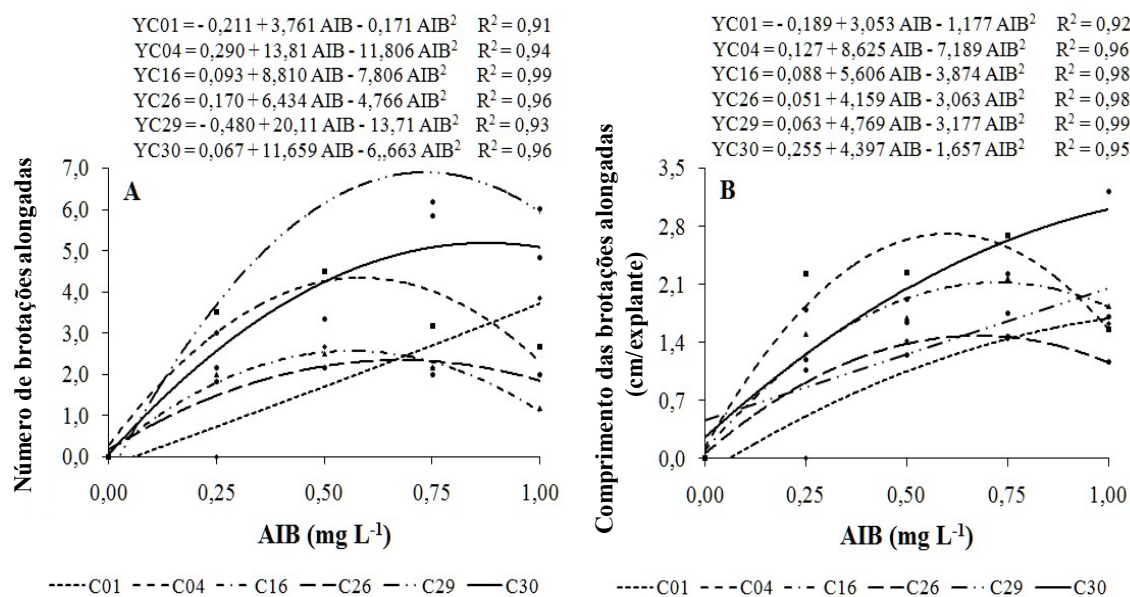 YC01 = - 0,211 + 3,761 AIB - 0,171 AIB² R² = 0,91
YC04 = 0,290 + 13,81 AIB - 11,806 AIB² R² = 0,94
YC16 = 0,093 + 8,810 AIB - 7,806 AIB² R² = 0,99
YC26 = 0,170 + 6,434 AIB - 4,766 AIB² R² = 0,96
YC29 = - 0,480 + 20,11 AIB - 13,71 AIB² R² = 0,93
YC30 = 0,067 + 11,659 AIB - 6,,663 AIB² R² = 0,96
A
Número de brotações alongadas
7,0
6,0
5,0
4,0
3,0
2,0
1,0
0,0
0,00 0,25 0,50 0,75 1,00
AIB (mg L⁻¹)
C01 C04 C16 C26 C29 C30
YC01 = - 0,189 + 3,053 AIB - 1,177 AIB² R² = 0,92
YC04 = 0,127 + 8,625 AIB - 7,189 AIB² R² = 0,96
YC16 = 0,088 + 5,606 AIB - 3,874 AIB² R² = 0,98
YC26 = 0,051 + 4,159 AIB - 3,063 AIB² R² = 0,98
YC29 = 0,063 + 4,769 AIB - 3,177 AIB² R² = 0,99
YC30 = 0,255 + 4,397 AIB - 1,657 AIB² R² = 0,95
B
Comprimento das brotações alongadas
(cm/explante)
3,5
2,8
2,1
1,4
0,7
0,0
0,00 0,25 0,50 0,75 1,00
AIB (mg L⁻¹)
C01 C04 C16 C26 C29 C30